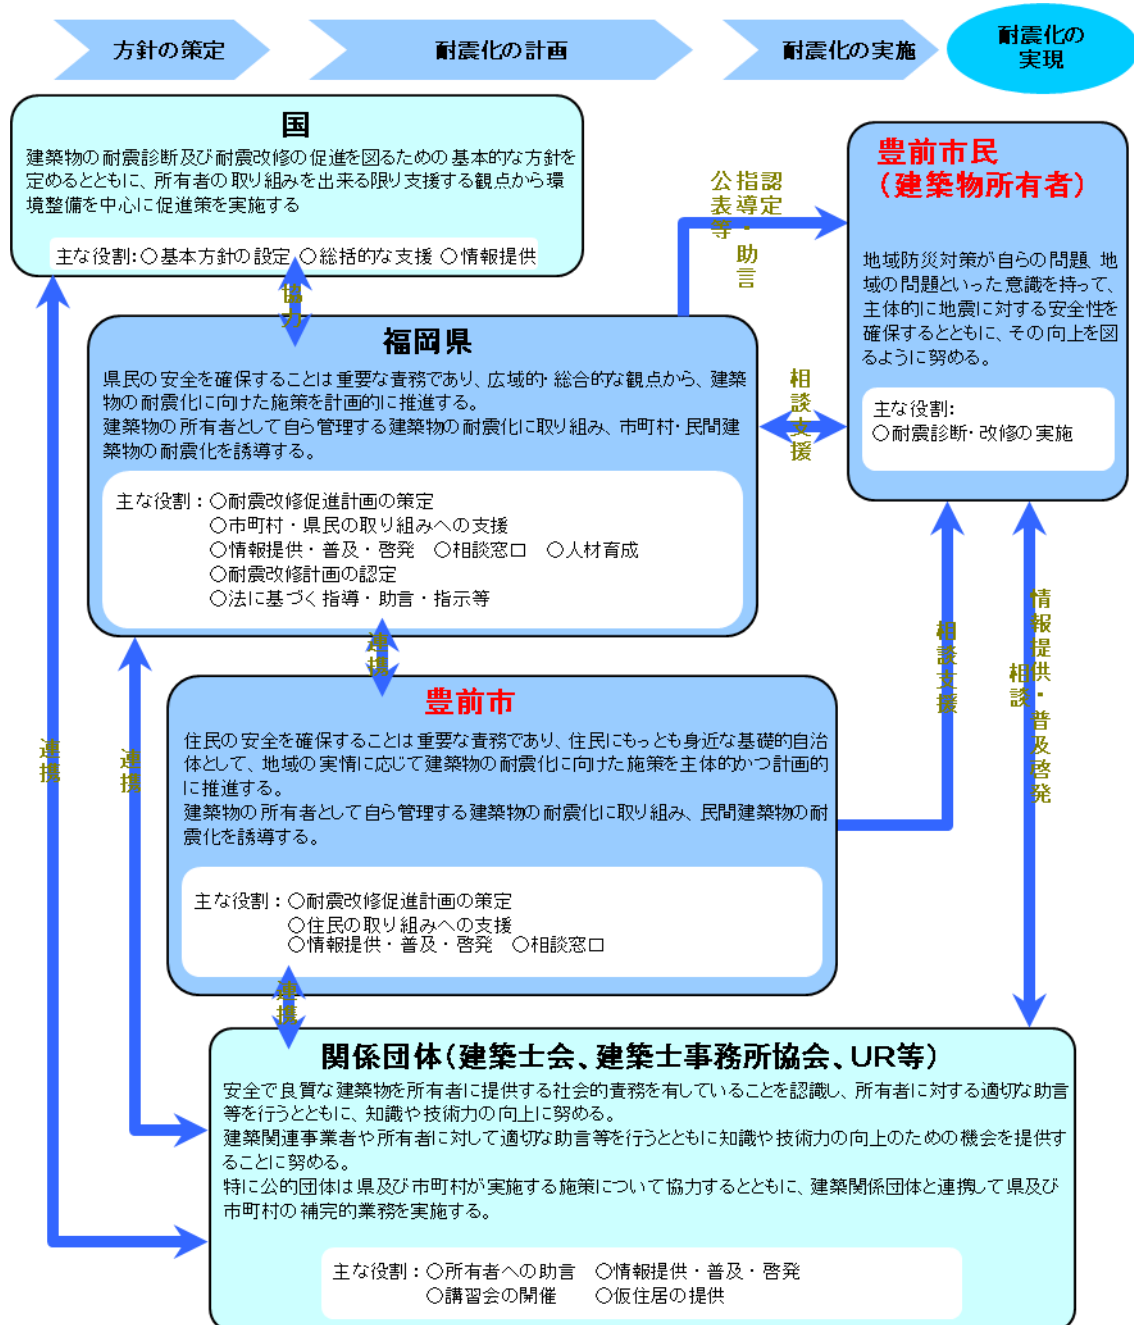 方針の策定
耐震化の計画
耐震化の実施
耐震化の
実現
国
建築物の耐震診断及び耐震改修の促進を図るための基本的な方針を
定めるとともに、所有者の取り組みを出来る限り支援する観点から環
境整備を中心に促進策を実施する
主な役割:○基本方針の設定 ○総括的な支援 ○情報提供
協力
認定
指導・助言
公表等
豊前市民
（建築物所有者）
地域防災対策が自らの問題、地
域の問題といった意識を持って、
主体的に地震に対する安全性を
確保するとともに、その向上を図
るように努める。
主な役割:
○耐震診断・改修の実施
福岡県
県民の安全を確保することは重要な責務であり、広域的・総合的な観点から、建築
物の耐震化に向けた施策を計画的に推進する。
建築物の所有者として自ら管理する建築物の耐震化に取り組み、市町村・民間建
築物の耐震化を誘導する。
主な役割：○耐震改修促進計画の策定
○市町村・県民の取り組みへの支援
○情報提供・普及・啓発 ○相談窓口 ○人材育成
○耐震改修計画の認定
○法に基づく指導・助言・指示等
相談支援
連携
豊前市
住民の安全を確保することは重要な責務であり、住民にもっとも身近な基礎的自治
体として、地域の実情に応じて建築物の耐震化に向けた施策を主体的かつ計画的
に推進する。
建築物の所有者として自ら管理する建築物の耐震化に取り組み、民間建築物の耐
震化を誘導する。
主な役割：○耐震改修促進計画の策定
○住民の取り組みへの支援
○情報提供・普及・啓発 ○相談窓口
相談支援
情報提供・普及啓発
相談
連携
連携
連携
関係団体（建築士会、建築士事務所協会、UR等）
安全で良質な建築物を所有者に提供する社会的責務を有していることを認識し、所有者に対する適切な助言
等を行うとともに、知識や技術力の向上に努める。
建築関連事業者や所有者に対して適切な助言等を行うとともに知識や技術力の向上のための機会を提供す
ることに努める。
特に公的団体は県及び市町村が実施する施策について協力するとともに、建築関係団体と連携して県及び
市町村の補完的業務を実施する。
主な役割：○所有者への助言 ○情報提供・普及・啓発
○講習会の開催 ○仮住居の提供